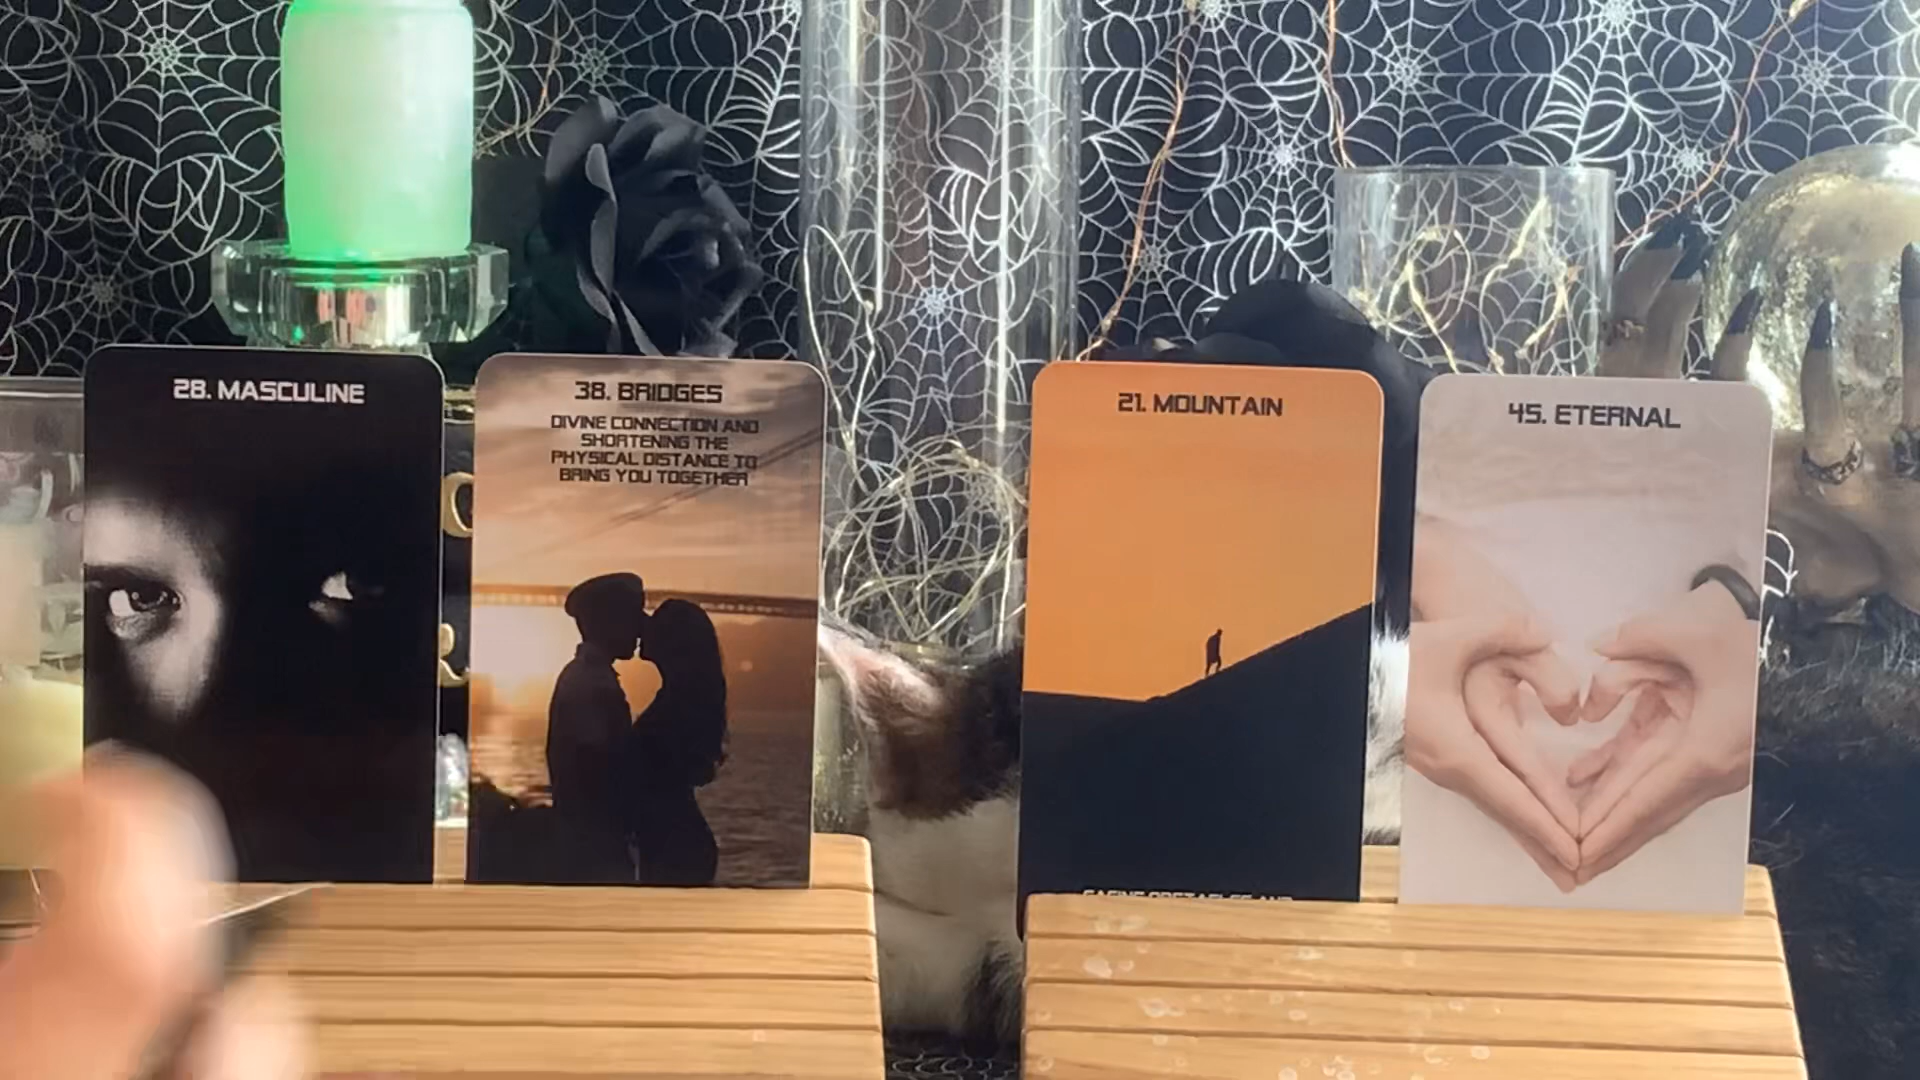 28. MASCULINE
38. BRIDGES
DIVINE CONNECTION AND
SHORTENING THE
PHYSICAL DISTANCE TO
BRING YOU TOGETHER
21. MOUNTAIN
45. ETERNAL